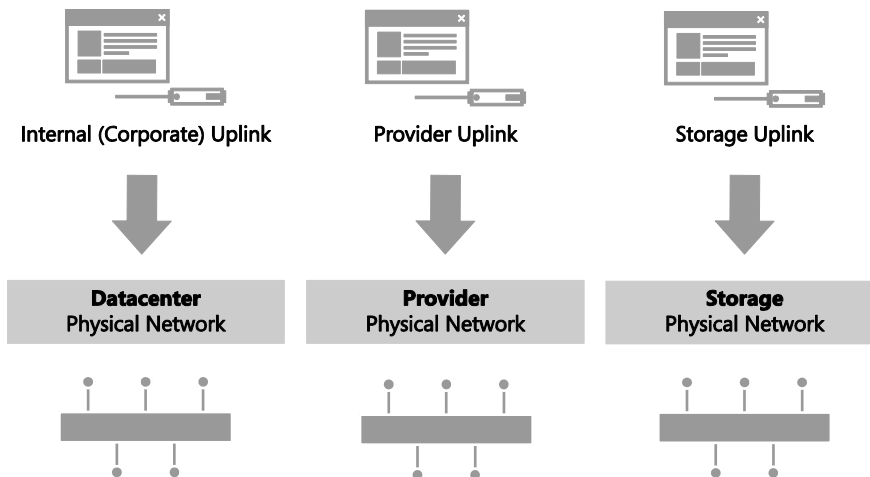 Internal (Corporate) Uplink
Provider Uplink
Storage Uplink
Datacenter
Physical Network
Provider
Physical Network
Storage
Physical Network